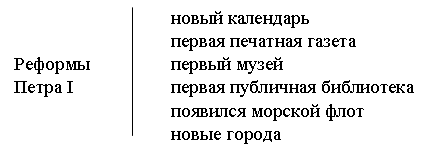 новый календарь
первая печатная газета
Реформы первый музей
Петра I первая публичная библиотека
появился морской флот
новые города